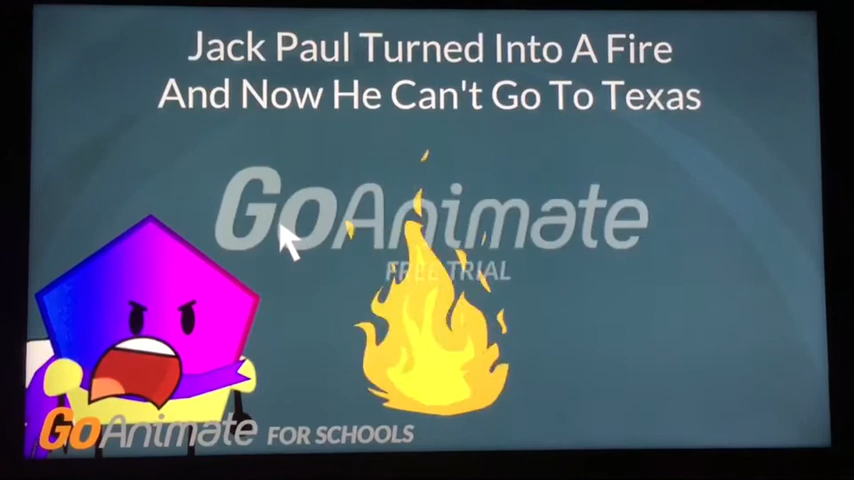 Jack Paul Turned Into A Fire
And Now He Can't Go To Texas
GoAnimate
FREE TRIAL
GoAnimate FOR SCHOOLS